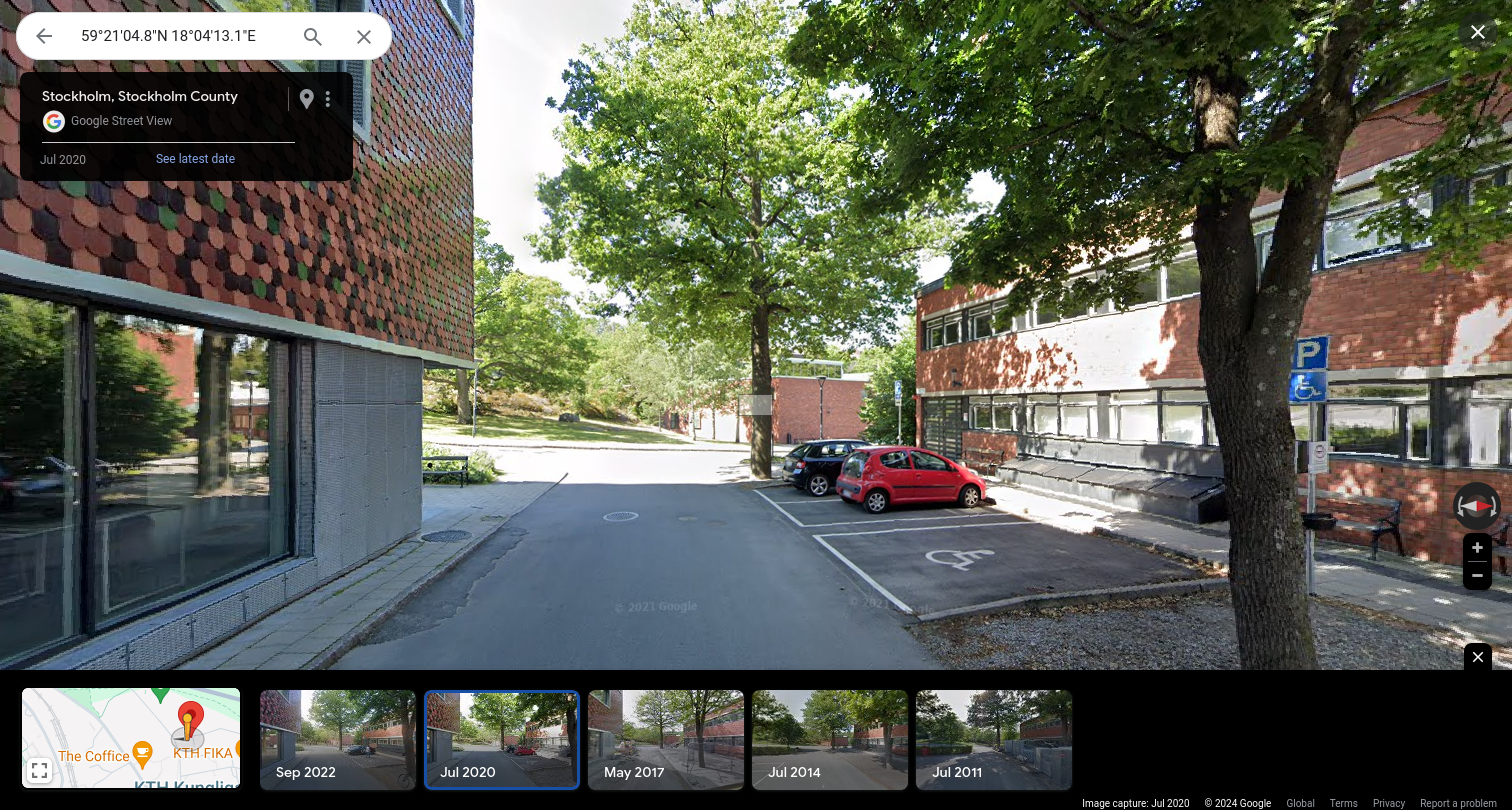 59°21'04.8"N 18°04'13.1"E
Stockholm, Stockholm County
Google Street View
Jul 2020
See latest date
P
© 2021 Google
© 2021 Google
The Coffice
KTH FIKA
KTH Kungliga
Sep 2022
Jul 2020
May 2017
Jul 2014
Jul 2011
Image capture: Jul 2020 © 2024 Google Global Terms Privacy Report a problem